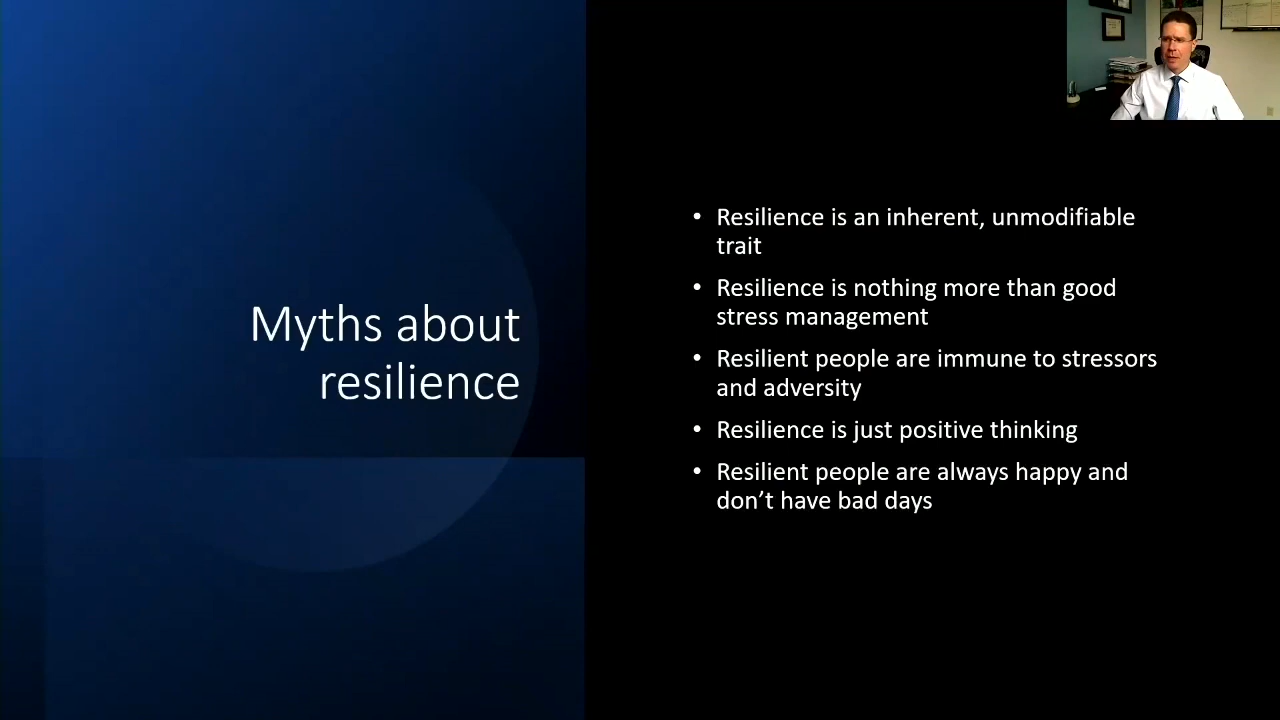 Myths about
resilience
• Resilience is an inherent, unmodifiable
trait
• Resilience is nothing more than good
stress management
• Resilient people are immune to stressors
and adversity
• Resilience is just positive thinking
• Resilient people are always happy and
don’t have bad days